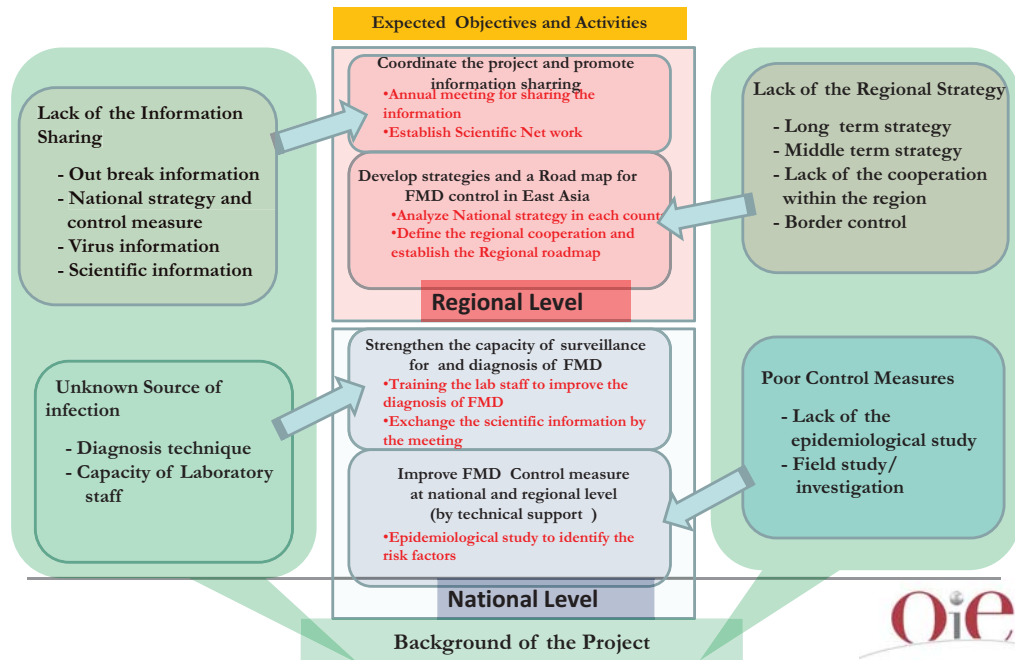 Expected Objectives and Activities
Lack of the Information
Sharing
- Out break information
- National strategy and
control measure
- Virus information
- Scientific information
Unknown Source of
infection
- Diagnosis technique
- Capacity of Laboratory
staff
Coordinate the project and promote
information sharring
•Annual meeting for sharing the
information
•Establish Scientific Net work
Develop strategies and a Road map for
FMD control in East Asia
•Analyze National strategy in each count
•Define the regional cooperation and
establish the Regional roadmap
Regional Level
Strengthen the capacity of surveillance
for and diagnosis of FMD
•Training the lab staff to improve the
diagnosis of FMD
•Exchange the scientific information by
the meeting
Improve FMD Control measure
at national and regional level
(by technical support )
•Epidemiological study to identify the
risk factors
National Level
Lack of the Regional Strategy
- Long term strategy
- Middle term strategy
- Lack of the cooperation
within the region
- Border control
Poor Control Measures
- Lack of the
epidemiological study
- Field study/
investigation
Background of the Project
OiE